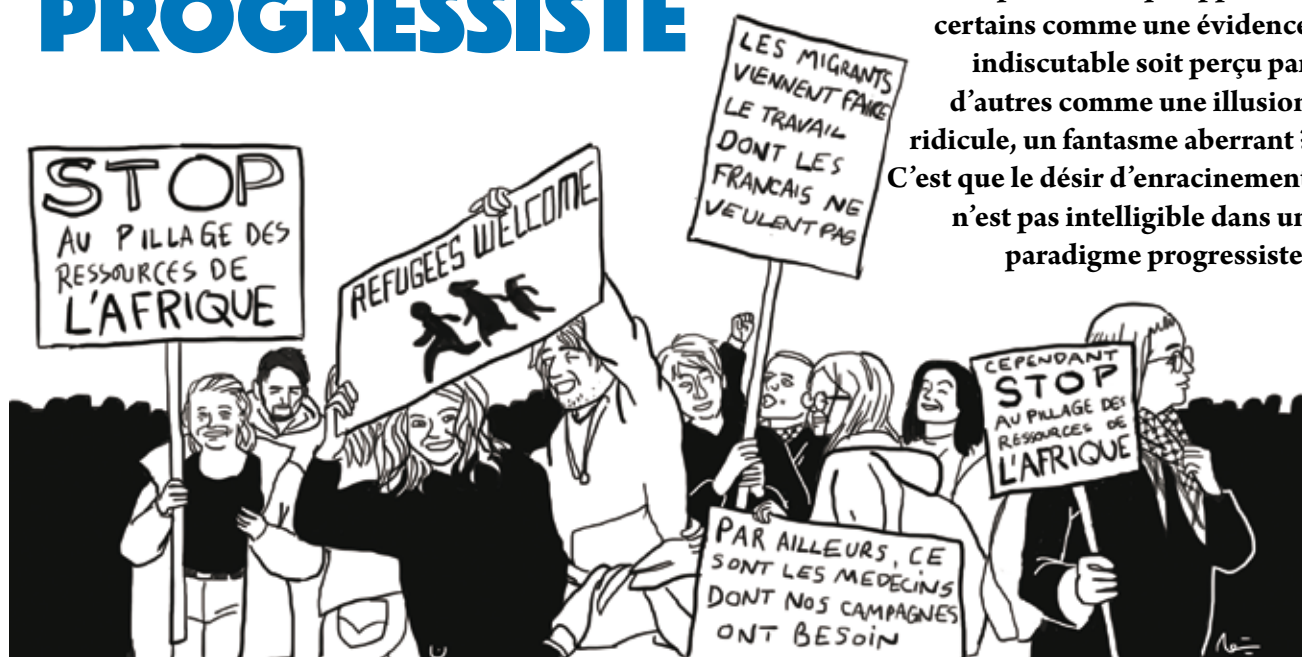 PROGRESSISTE
certains comme une évidence
indiscutable soit perçu par
d’autres comme une illusion
ridicule, un fantasme aberrant ?
C’est que le désir d’enracinement
n’est pas intelligible dans un
paradigme progressiste
STOP
AU PILLAGE DES
RESSOURCES DE
L'AFRIQUE
REFUGEES WELCOME
LES MIGRANTS
VIENNENT FAIRE
LE TRAVAIL
DONT LES
FRANCAIS NE
VEULENT PAS
CEPENDANT
STOP
AU PILLAGE DES
RESSOURCES DE
L'AFRIQUE
PAR AILLEURS, CE
SONT LES MEDECINS
DONT NOS CAMPAGNES
ONT BESOIN